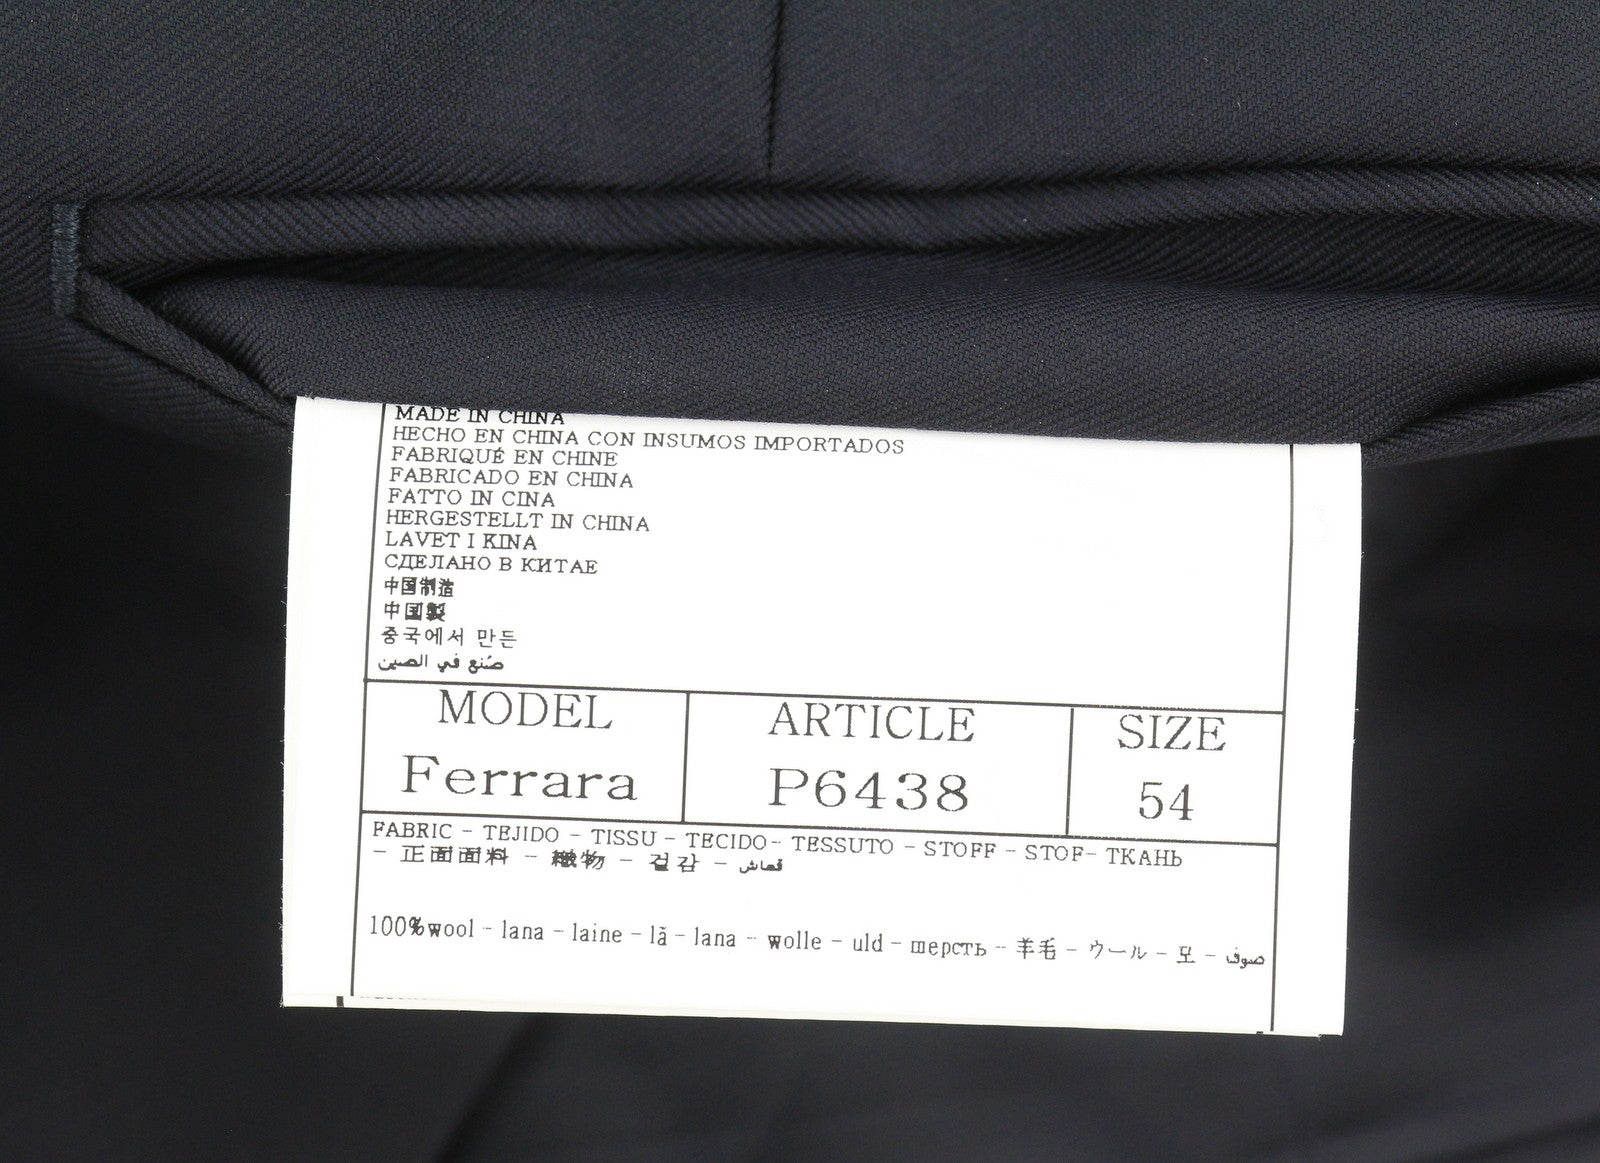 MADE IN CHINA
HECHO EN CHINA CON INSUMOS IMPORTADOS
FABRIQUÉ EN CHINE
FABRICADO EN CHINA
FATTO IN CINA
HERGESTELLT IN CHINA
LAVET I KINA
СДЕЛАНО В КИТАЕ
中国制造
中国製
중국에서 만든
صُنع في الصين
MODEL ARTICLE SIZE
Ferrara P6438 54
FABRIC - TEJIDO - TISSU - TECIDO- TESSUTO - STOFF - STOF- ТКАНЬ
- 正面面料 - 織物 - 겉감 - قماش
100%wool - lana - laine - lã - lana - wolle - uld - шерсть - 羊毛 - ウール - 모 - صوف